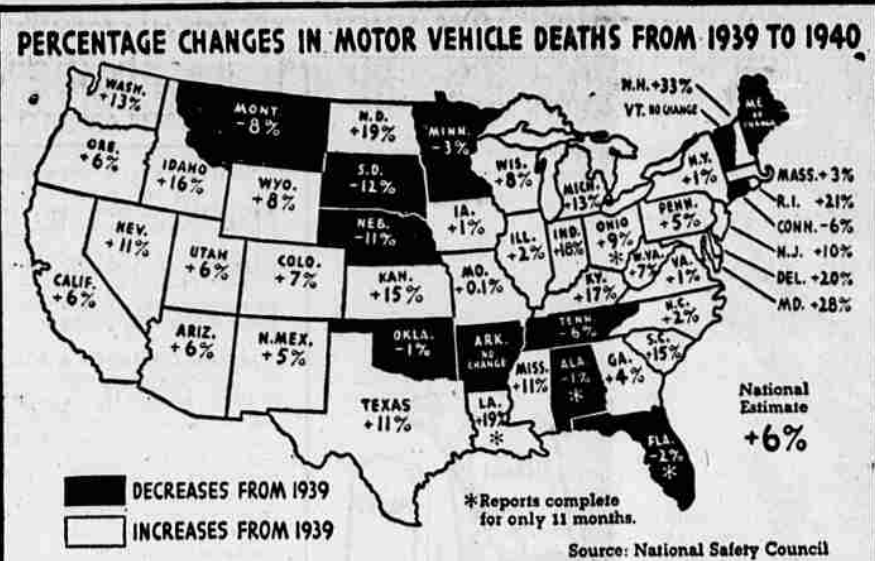 PERCENTAGE CHANGES IN MOTOR VEHICLE DEATHS FROM 1939 TO 1940
WASH.
+13%
MONT.
-8%
N.D.
+19%
MINN.
-3%
N.H. +33%
VT. NO CHANGE
ME.
NO
CHANGE
ORE.
+6%
IDAHO
+16%
WYO.
+8%
S.D.
-12%
WIS.
+8%
MICH.
+13%
N.Y.
+1%
MASS. +3%
R.I. +21%
CONN. -6%
N.J. +10%
DEL. +20%
MD. +28%
NEV.
+11%
UTAH
+6%
COLO.
+7%
NEB.
-11%
IA.
+1%
ILL.
+2%
IND.
+18%
OHIO
+9%
*
PENN.
+5%
W.VA.
+7%
VA.
+1%
CALIF.
+6%
ARIZ.
+6%
N.MEX.
+5%
KAN.
+15%
MO.
+0.1%
KY.
+17%
N.C.
+2%
OKLA.
-1%
ARK.
NO
CHANGE
TENN.
-6%
S.C.
+15%
TEXAS
+11%
LA.
+19%
*
MISS.
+11%
ALA.
-1%
*
GA.
+4%
FLA.
-2%
*
National
Estimate
+6%
DECREASES FROM 1939
INCREASES FROM 1939
*Reports complete
for only 11 months.
Source: National Safety Council